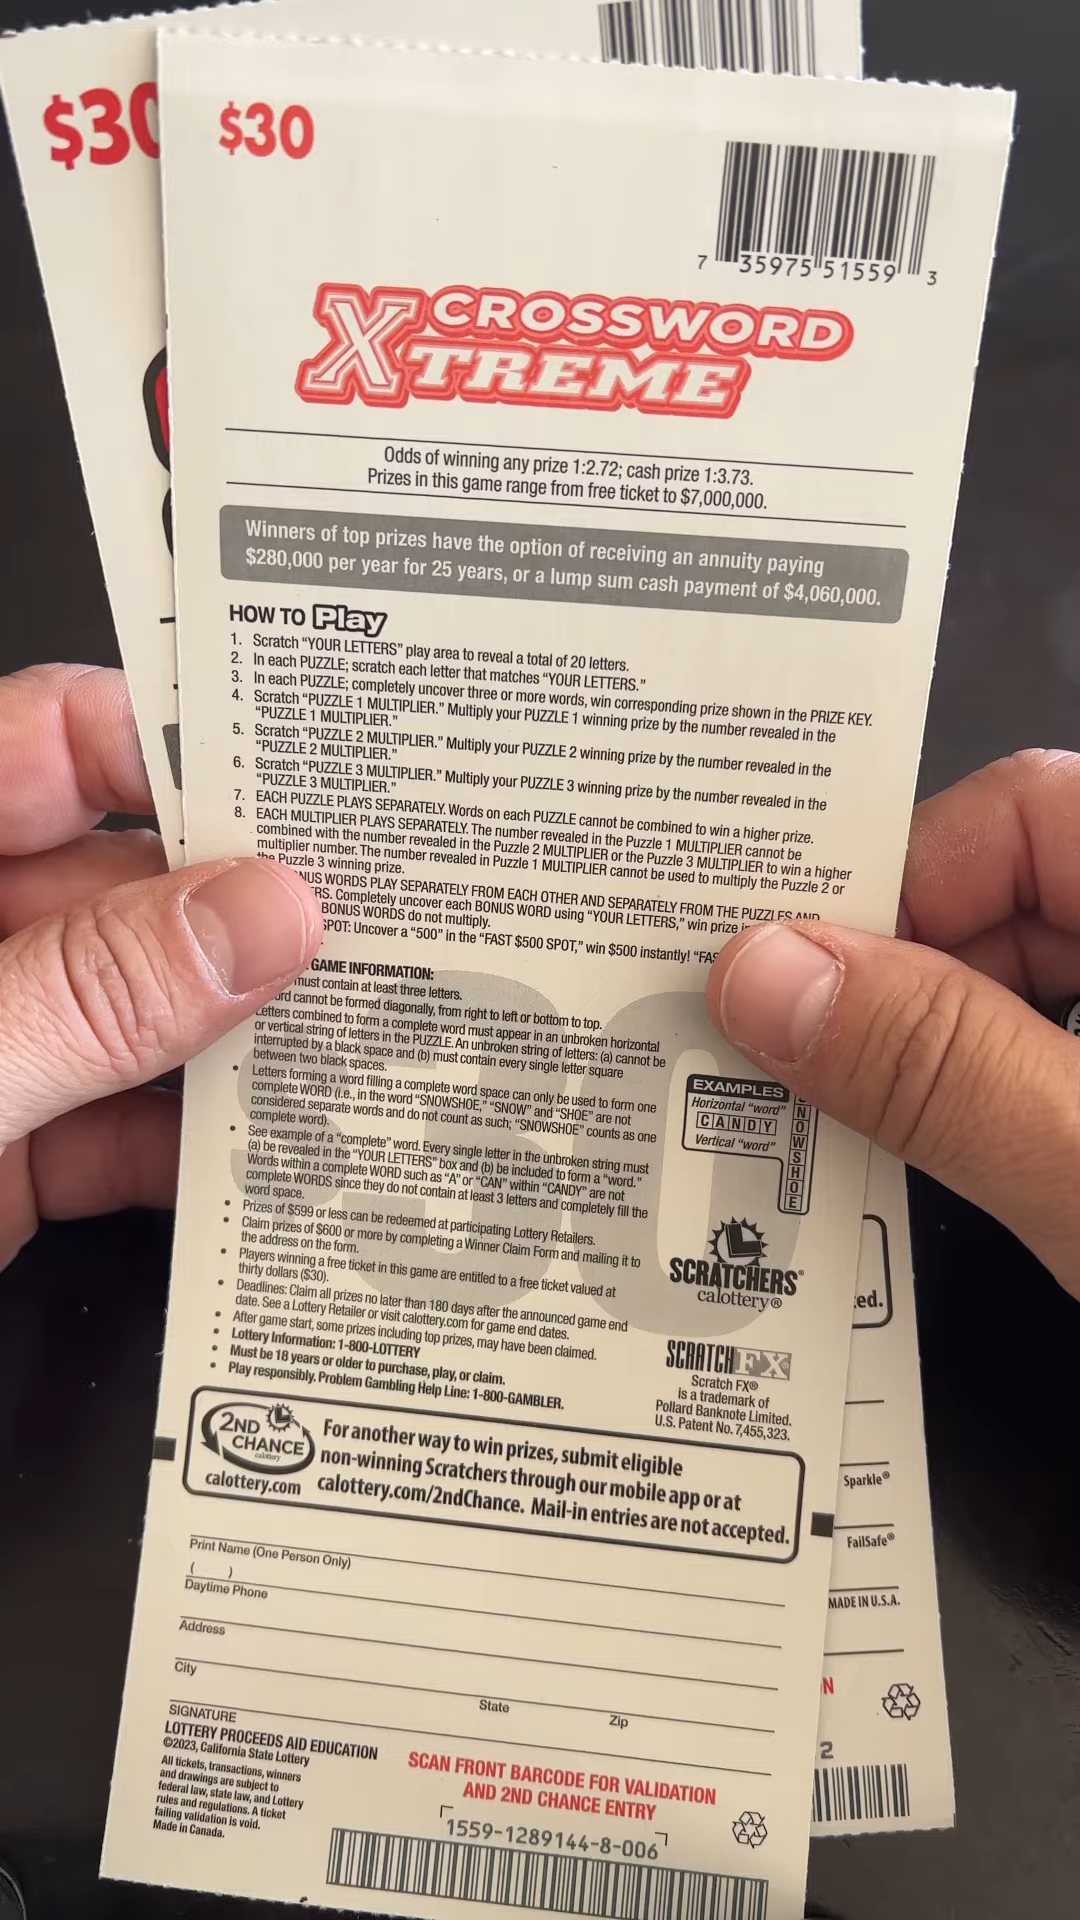 $30
$30
7 35975 51559 3
CROSSWORD
XTREME
Odds of winning any prize 1:2.72; cash prize 1:3.73.
Prizes in this game range from free ticket to $7,000,000.
Winners of top prizes have the option of receiving an annuity paying
$280,000 per year for 25 years, or a lump sum cash payment of $4,060,000.
HOW TO Play
1. Scratch "YOUR LETTERS" play area to reveal a total of 20 letters.
2. In each PUZZLE; scratch each letter that matches "YOUR LETTERS."
3. In each PUZZLE; completely uncover three or more words, win corresponding prize shown in the PRIZE KEY.
4. Scratch "PUZZLE 1 MULTIPLIER." Multiply your PUZZLE 1 winning prize by the number revealed in the
"PUZZLE 1 MULTIPLIER."
5. Scratch "PUZZLE 2 MULTIPLIER." Multiply your PUZZLE 2 winning prize by the number revealed in the
"PUZZLE 2 MULTIPLIER."
6. Scratch "PUZZLE 3 MULTIPLIER." Multiply your PUZZLE 3 winning prize by the number revealed in the
"PUZZLE 3 MULTIPLIER."
7. EACH PUZZLE PLAYS SEPARATELY. Words on each PUZZLE cannot be combined to win a higher prize.
8. EACH MULTIPLIER PLAYS SEPARATELY. The number revealed in the Puzzle 1 MULTIPLIER cannot be
combined with the number revealed in the Puzzle 2 MULTIPLIER or the Puzzle 3 MULTIPLIER to win a higher
multiplier number. The number revealed in Puzzle 1 MULTIPLIER cannot be used to multiply the Puzzle 2 or
the Puzzle 3 winning prize.
NUS WORDS PLAY SEPARATELY FROM EACH OTHER AND SEPARATELY FROM THE PUZZLES AND
ERS. Completely uncover each BONUS WORD using "YOUR LETTERS," win prize i
BONUS WORDS do not multiply.
SPOT: Uncover a "500" in the "FAST $500 SPOT," win $500 instantly! "FAS
GAME INFORMATION:
must contain at least three letters.
ord cannot be formed diagonally, from right to left or bottom to top.
Letters combined to form a complete word must appear in an unbroken horizontal
or vertical string of letters in the PUZZLE. An unbroken string of letters: (a) cannot be
interrupted by a black space and (b) must contain every single letter square
between two black spaces.
• Letters forming a word filling a complete word space can only be used to form one
complete WORD (i.e., in the word "SNOWSHOE," "SNOW" and "SHOE" are not
considered separate words and do not count as such; "SNOWSHOE" counts as one
complete word).
• See example of a "complete" word. Every single letter in the unbroken string must
(a) be revealed in the "YOUR LETTERS" box and (b) be included to form a "word."
Words within a complete WORD such as "A" or "CAN" within "CANDY" are not
complete WORDS since they do not contain at least 3 letters and completely fill the
word space.
• Prizes of $599 or less can be redeemed at participating Lottery Retailers.
• Claim prizes of $600 or more by completing a Winner Claim Form and mailing it to
the address on the form.
• Players winning a free ticket in this game are entitled to a free ticket valued at
thirty dollars ($30).
• Deadlines: Claim all prizes no later than 180 days after the announced game end
date. See a Lottery Retailer or visit calottery.com for game end dates.
• After game start, some prizes including top prizes, may have been claimed.
• Lottery Information: 1-800-LOTTERY
• Must be 18 years or older to purchase, play, or claim.
• Play responsibly. Problem Gambling Help Line: 1-800-GAMBLER.
$30
EXAMPLES
Horizontal "word"
CANDY
Vertical "word"
NOWSHOE
SCRATCHERS®
calottery®
SCRATCH FX®
Scratch FX®
is a trademark of
Pollard Banknote Limited.
U.S. Patent No. 7,455,323.
2ND
CHANCE
calottery
calottery.com
For another way to win prizes, submit eligible
non-winning Scratchers through our mobile app or at
calottery.com/2ndChance. Mail-in entries are not accepted.
Print Name (One Person Only)
( )
Daytime Phone
Address
City
State
Zip
SIGNATURE
LOTTERY PROCEEDS AID EDUCATION
©2023, California State Lottery
All tickets, transactions, winners
and drawings are subject to
federal law, state law, and Lottery
rules and regulations. A ticket
failing validation is void.
Made in Canada.
SCAN FRONT BARCODE FOR VALIDATION
AND 2ND CHANCE ENTRY
1559-1289144-8-006
ted.
Sparkle®
FailSafe®
MADE IN U.S.A.
N
2